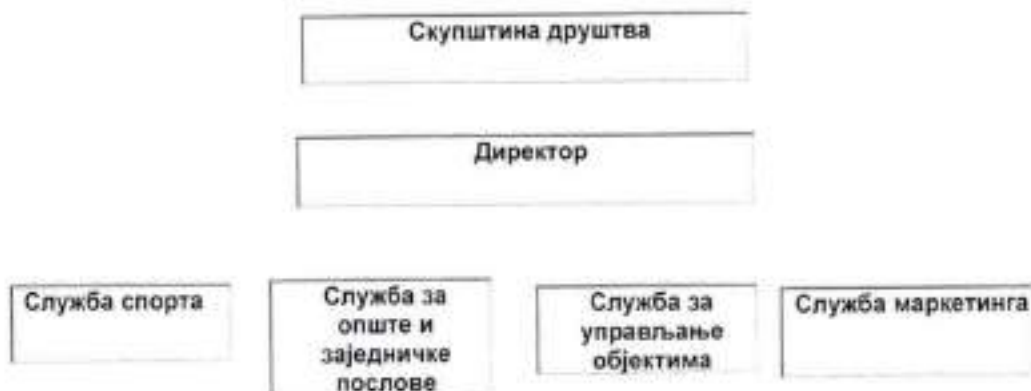 Скупштина друштва
Директор
Служба спорта
Служба за
опште и
заједничке
послове
Служба за
управљање
објектима
Служба маркетинга